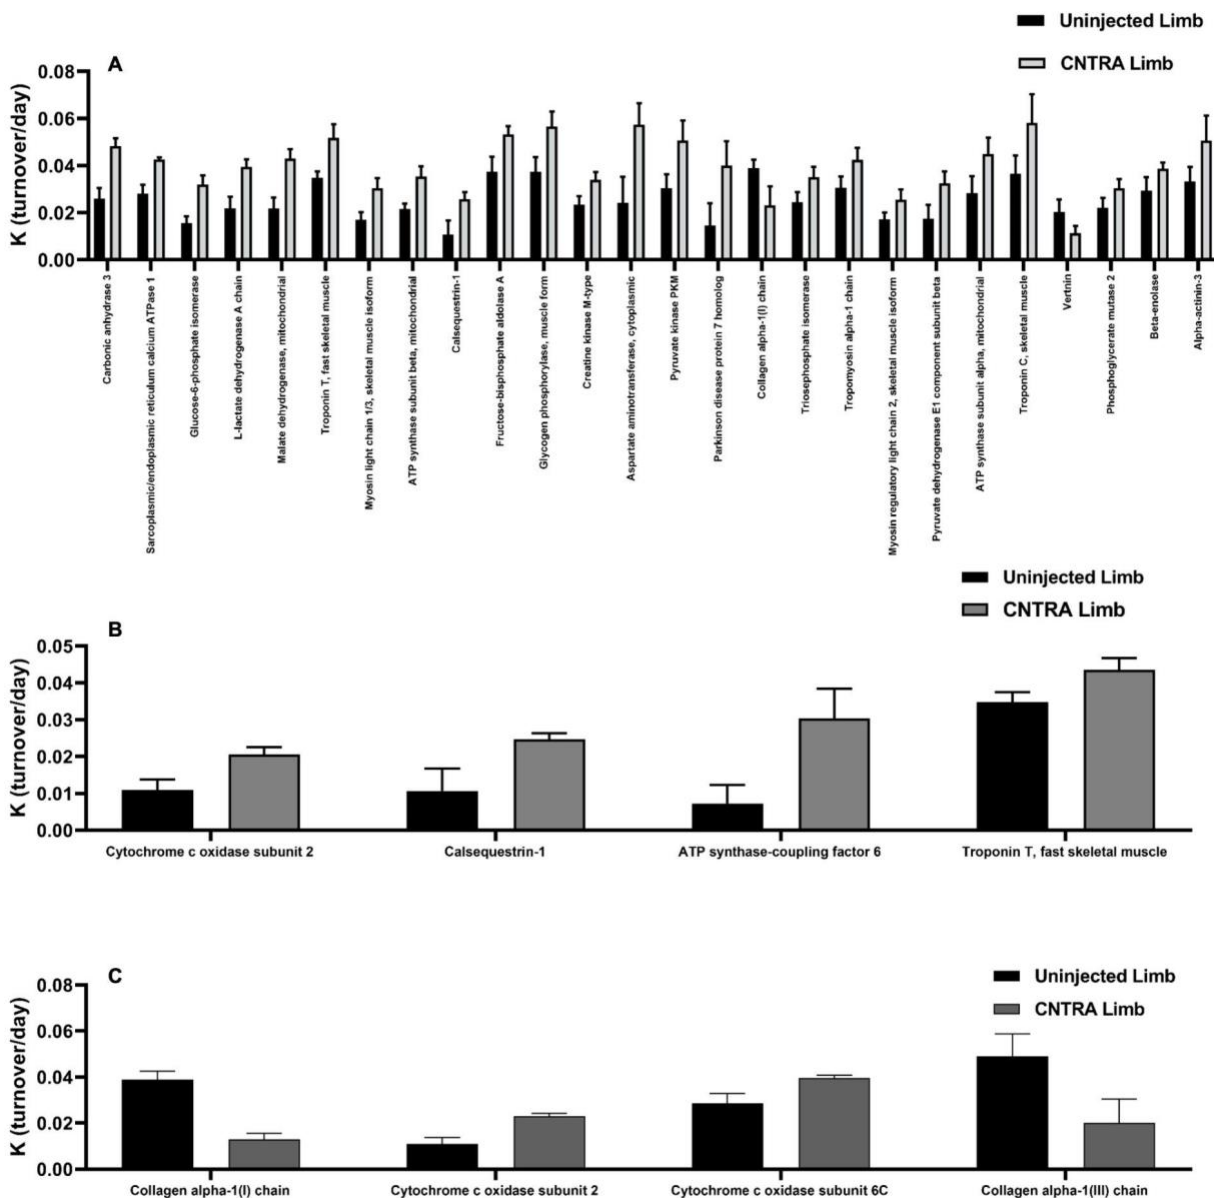 Uninjected Limb
CNTRA Limb
A
K (turnover/day)
0.08
0.06
0.04
0.02
0.00
Carbonic anhydrase 3
Sarcoplasmic/endoplasmic reticulum calcium ATPase 1
Glucose-6-phosphate isomerase
L-lactate dehydrogenase A chain
Malate dehydrogenase, mitochondrial
Troponin T, fast skeletal muscle
Myosin light chain 1/3, skeletal muscle isoform
ATP synthase subunit beta, mitochondrial
Calsequestrin-1
Fructose-bisphosphate aldolase A
Glycogen phosphorylase, muscle form
Creatine kinase M-type
Aspartate aminotransferase, cytoplasmic
Pyruvate kinase PKM
Parkinson disease protein 7 homolog
Collagen alpha-1(I) chain
Triosephosphate isomerase
Tropomyosin alpha-1 chain
Myosin regulatory light chain 2, skeletal muscle isoform
Pyruvate dehydrogenase E1 component subunit beta
ATP synthase subunit alpha, mitochondrial
Troponin C, skeletal muscle
Vertnin
Phosphoglycerate mutase 2
Beta-enolase
Alpha-actinin-3
Uninjected Limb
CNTRA Limb
B
K (turnover/day)
0.05
0.04
0.03
0.02
0.01
0.00
Cytochrome c oxidase subunit 2
Calsequestrin-1
ATP synthase-coupling factor 6
Troponin T, fast skeletal muscle
C
Uninjected Limb
CNTRA Limb
K (turnover/day)
0.08
0.06
0.04
0.02
0.00
Collagen alpha-1(I) chain
Cytochrome c oxidase subunit 2
Cytochrome c oxidase subunit 6C
Collagen alpha-1(III) chain